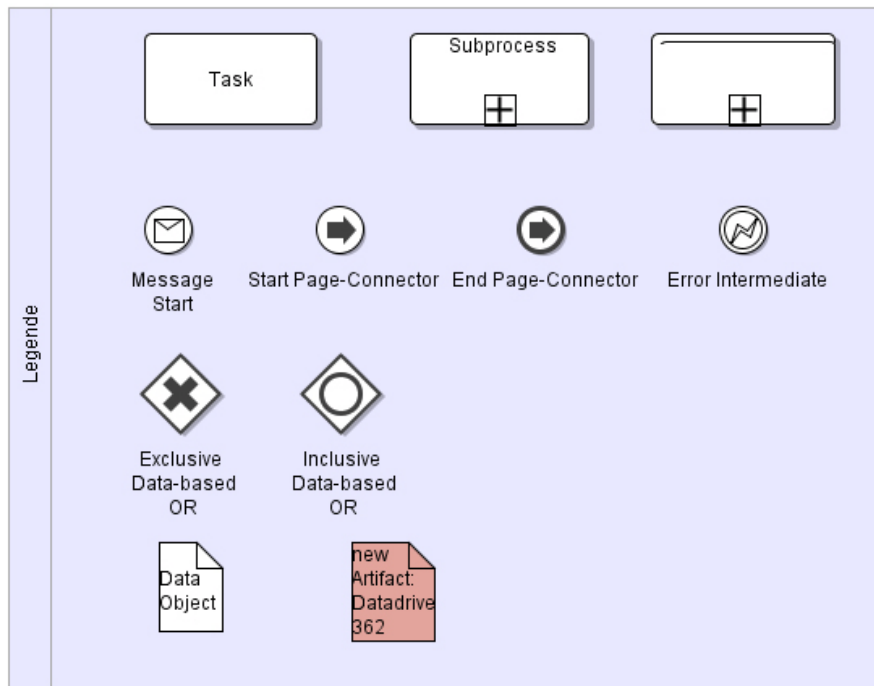 Legende
Task
Subprocess
Message
Start
Start Page-Connector
End Page-Connector
Error Intermediate
Exclusive
Data-based
OR
Inclusive
Data-based
OR
Data
Object
new
Artifact:
Datadrive
362